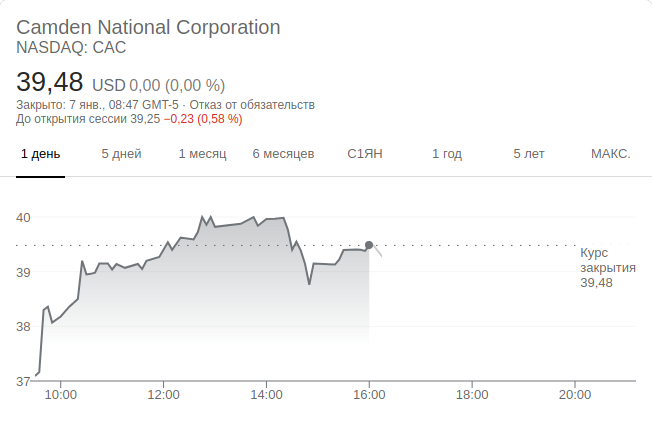 Camden National Corporation
NASDAQ: CAC
39,48 USD 0,00 (0,00 %)
Закрыто: 7 янв., 08:47 GMT-5 · Отказ от обязательств
До открытия сессии 39,25 −0,23 (0,58 %)
1 день 5 дней 1 месяц 6 месяцев С1ЯН 1 год 5 лет МАКС.
40
39
38
37
Курс
закрытия
39,48
10:00 12:00 14:00 16:00 18:00 20:00